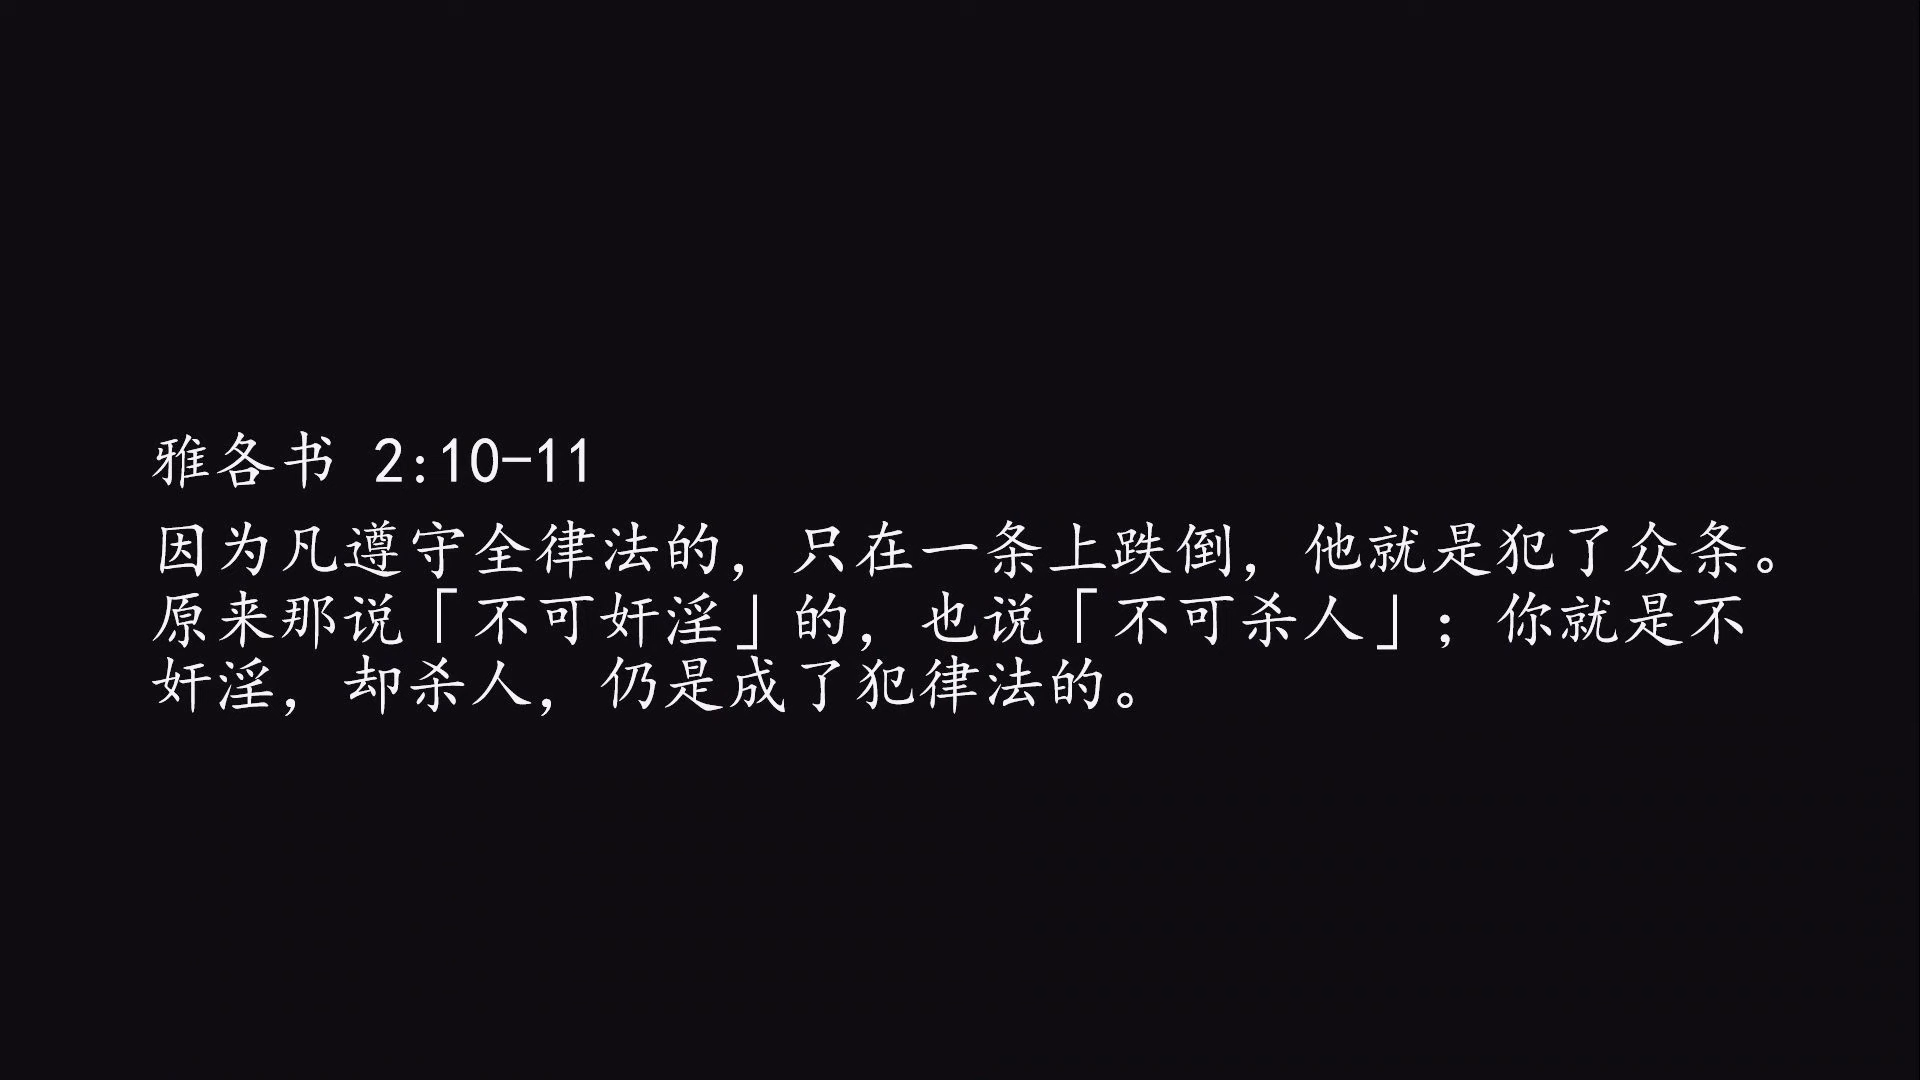 雅各书 2:10-11
因为凡遵守全律法的，只在一条上跌倒，他就是犯了众条。
原来那说「不可奸淫」的，也说「不可杀人」；你就是不
奸淫，却杀人，仍是成了犯律法的。